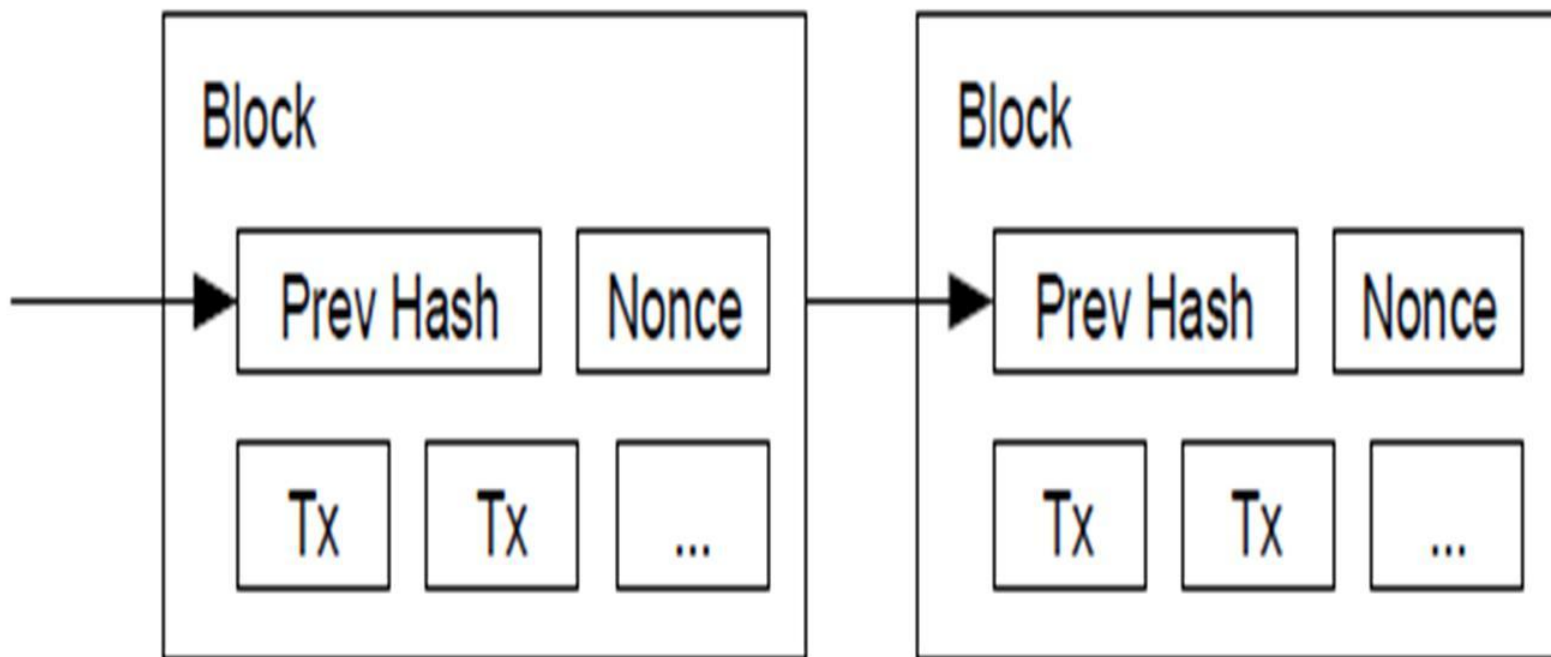 Block Block
Prev Hash Nonce Prev Hash Nonce
Tx Tx ... Tx Tx ...